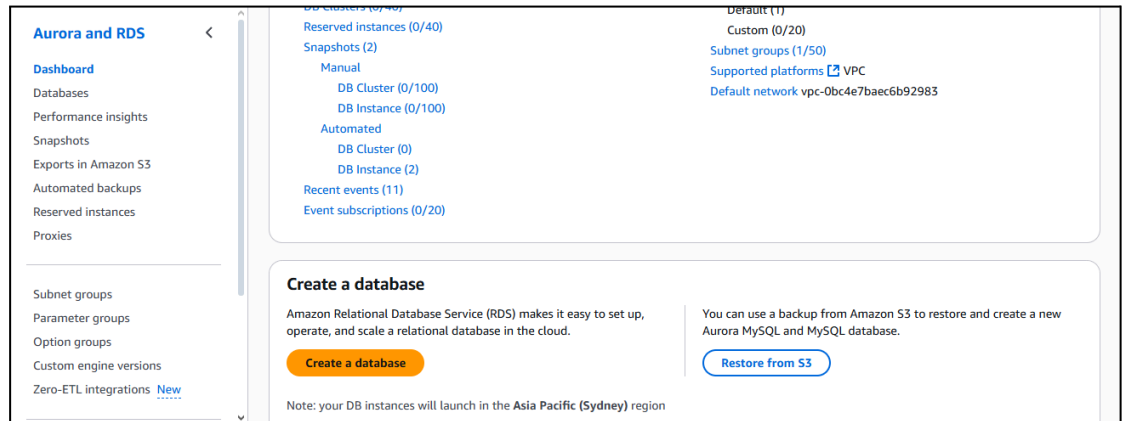 Aurora and RDS
Dashboard
Databases
Performance insights
Snapshots
Exports in Amazon S3
Automated backups
Reserved instances
Proxies
Subnet groups
Parameter groups
Option groups
Custom engine versions
Zero-ETL integrations New
DB Clusters (0/40)
Reserved instances (0/40)
Snapshots (2)
Manual
DB Cluster (0/100)
DB Instance (0/100)
Automated
DB Cluster (0)
DB Instance (2)
Recent events (11)
Event subscriptions (0/20)
Default (1)
Custom (0/20)
Subnet groups (1/50)
Supported platforms VPC
Default network vpc-0bc4e7baec6b92983
Create a database
Amazon Relational Database Service (RDS) makes it easy to set up,
operate, and scale a relational database in the cloud.
Create a database
You can use a backup from Amazon S3 to restore and create a new
Aurora MySQL and MySQL database.
Restore from S3
Note: your DB instances will launch in the Asia Pacific (Sydney) region